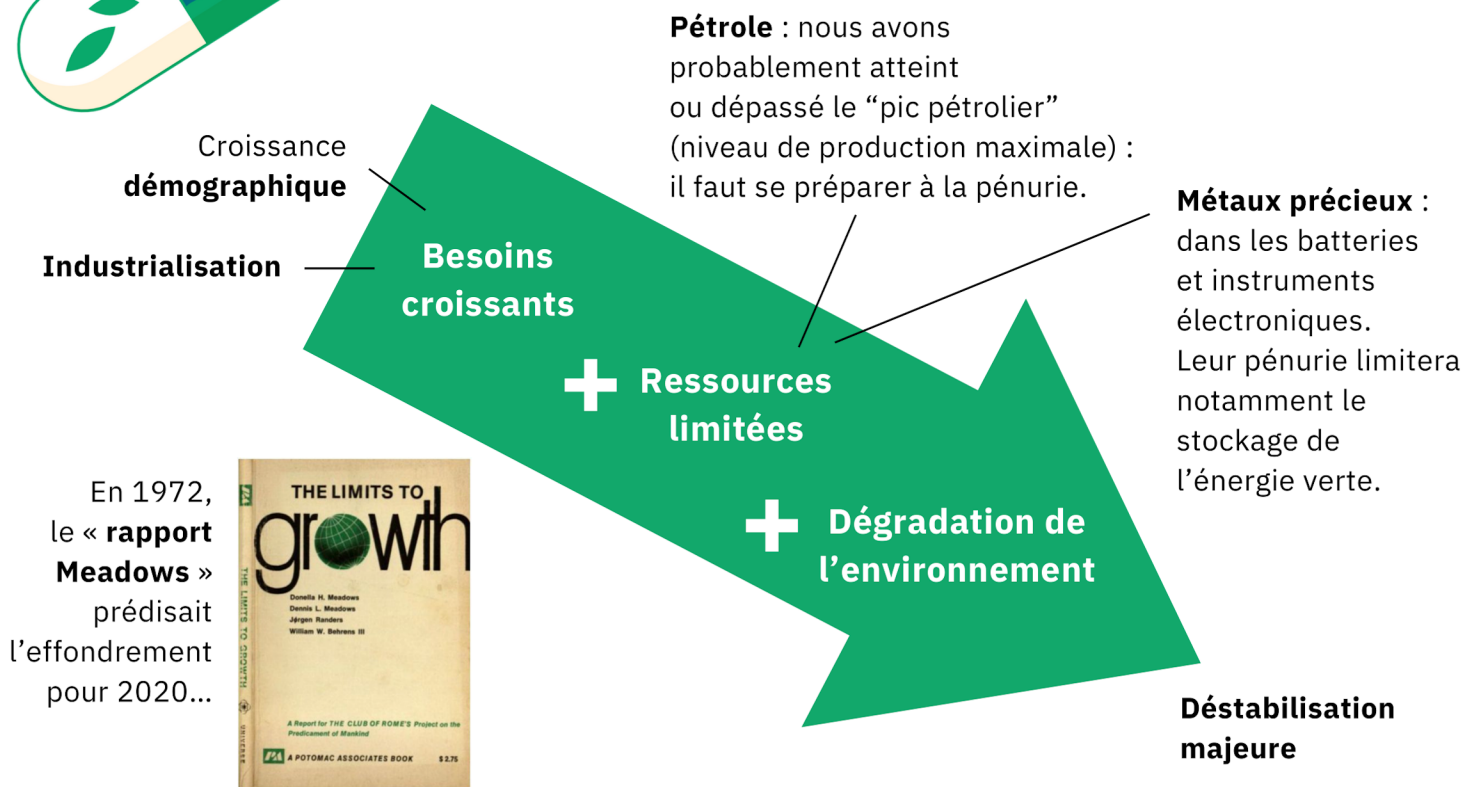 Pétrole : nous avons
probablement atteint
ou dépassé le “pic pétrolier”
(niveau de production maximale) :
il faut se préparer à la pénurie.
Croissance
démographique
Industrialisation
Métaux précieux :
dans les batteries
et instruments
électroniques.
Leur pénurie limitera
notamment le
stockage de
l’énergie verte.
Besoins
croissants
+ Ressources
limitées
+ Dégradation de
l’environnement
En 1972,
le « rapport
Meadows »
prédisait
l’effondrement
pour 2020...
THE LIMITS TO
growth
Donella H. Meadows
Dennis L. Meadows
Jørgen Randers
William W. Behrens III
A Report for THE CLUB OF ROME'S Project on the
Predicament of Mankind
PA A POTOMAC ASSOCIATES BOOK $2.75
PA
THE LIMITS TO GROWTH
UNIVERSE
Déstabilisation
majeure